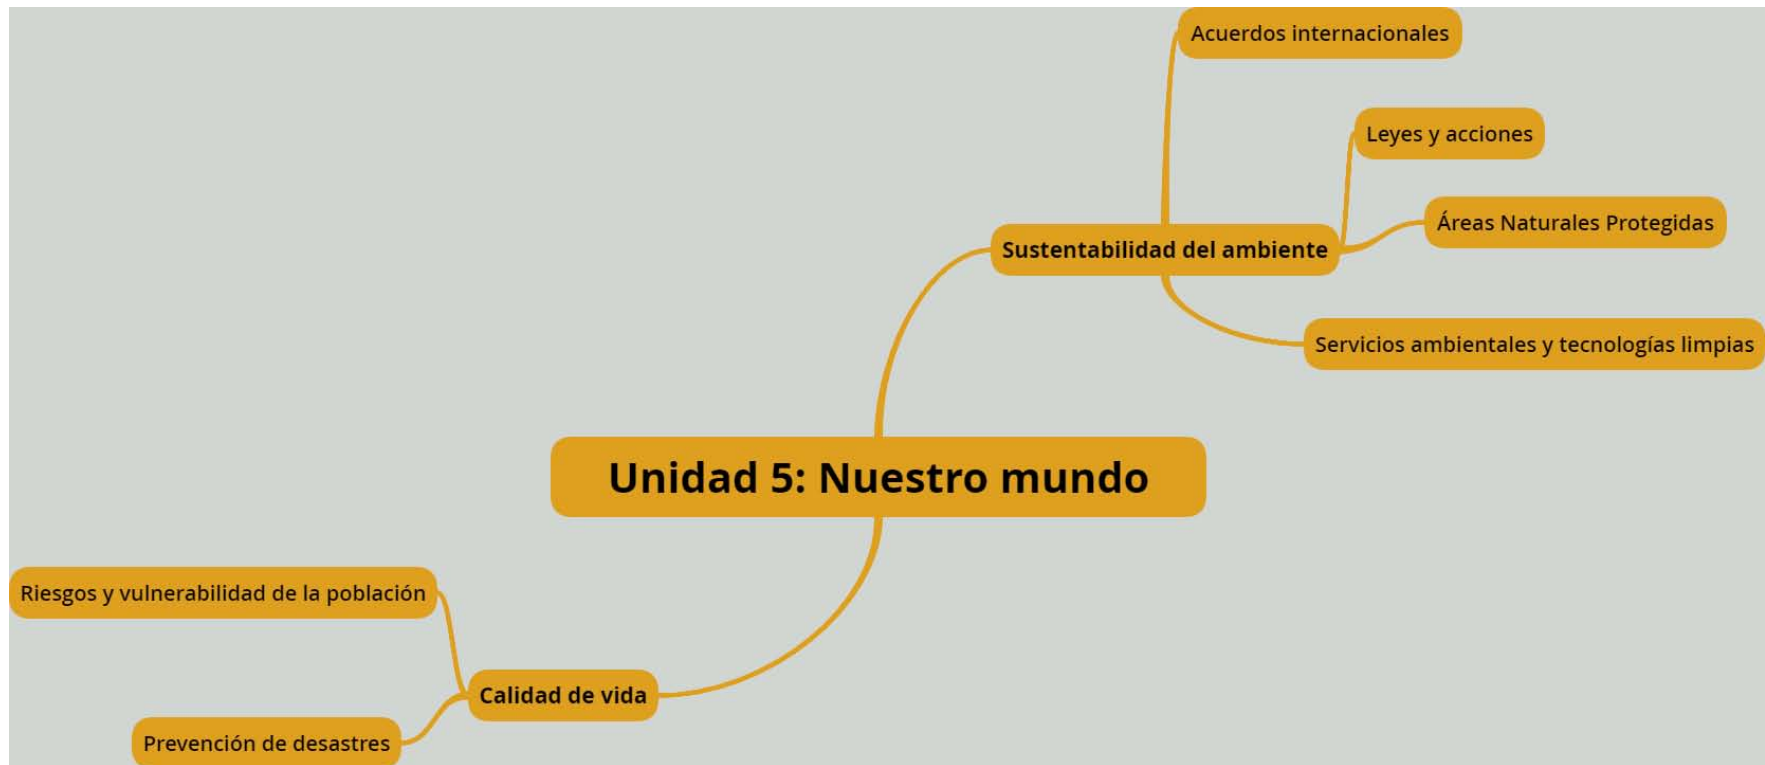 Acuerdos internacionales
Leyes y acciones
Áreas Naturales Protegidas
Sustentabilidad del ambiente
Servicios ambientales y tecnologías limpias
Unidad 5: Nuestro mundo
Riesgos y vulnerabilidad de la población
Calidad de vida
Prevención de desastres